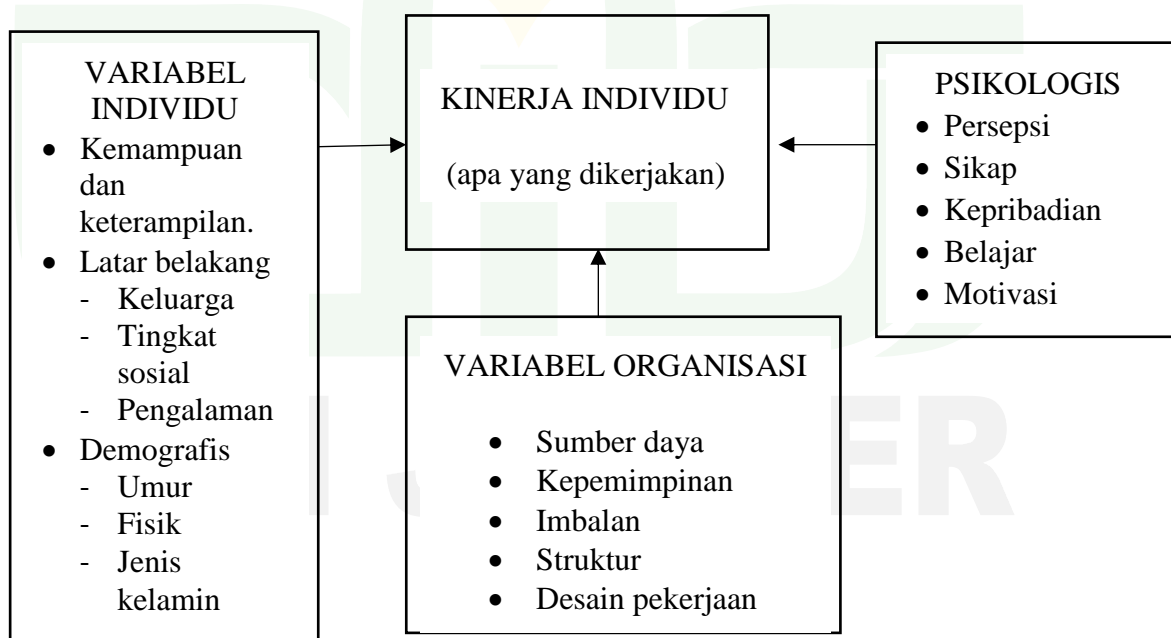 VARIABEL
INDIVIDU
• Kemampuan
dan
keterampilan.
• Latar belakang
- Keluarga
- Tingkat
sosial
- Pengalaman
• Demografis
- Umur
- Fisik
- Jenis
kelamin
KINERJA INDIVIDU
(apa yang dikerjakan)
PSIKOLOGIS
• Persepsi
• Sikap
• Kepribadian
• Belajar
• Motivasi
VARIABEL ORGANISASI
• Sumber daya
• Kepemimpinan
• Imbalan
• Struktur
• Desain pekerjaan